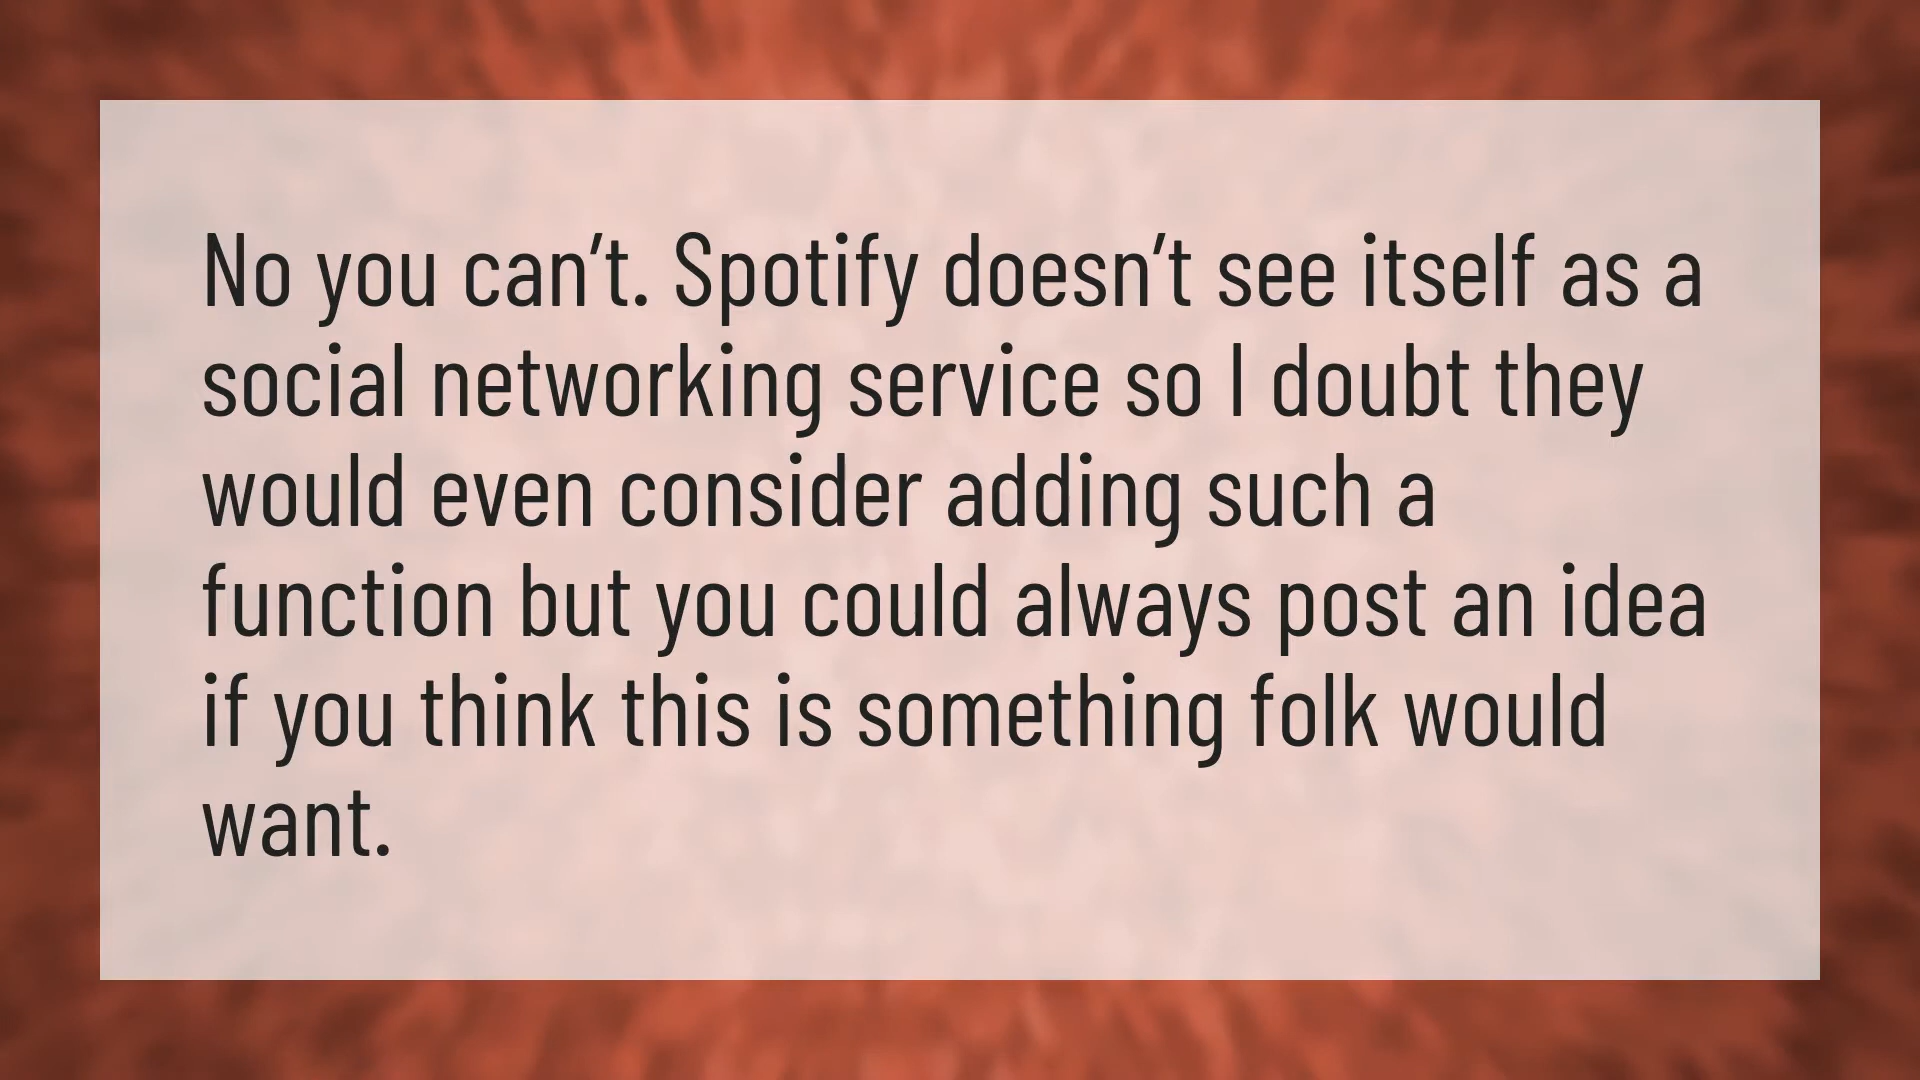 No you can’t. Spotify doesn’t see itself as a
social networking service so I doubt they
would even consider adding such a
function but you could always post an idea
if you think this is something folk would
want.